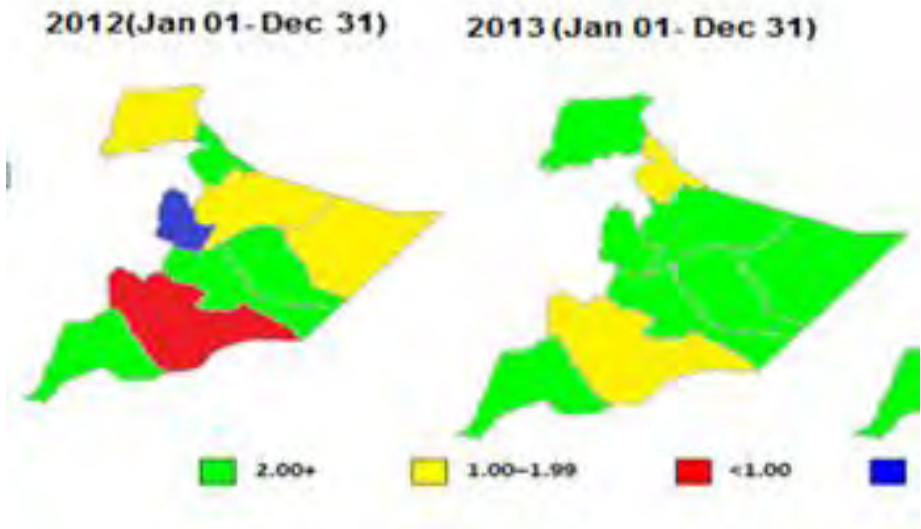 2012(Jan 01- Dec 31)
2013 (Jan 01- Dec 31)
2.00+
1.00–1.99
<1.00